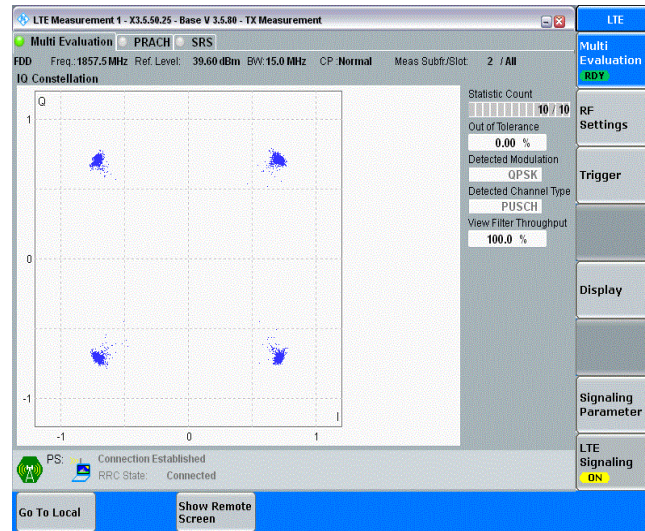 LTE Measurement 1 - X3.5.50.25 - Base V 3.5.80 - TX Measurement
LTE
Multi Evaluation PRACH SRS
Multi
Evaluation
RDY
FDD Freq.:1857.5 MHz Ref. Level: 39.60 dBm BW:15.0 MHz CP :Normal Meas Subfr/Slot: 2 / All
IQ Constellation
Q
1
0
-1
-1 0 1
I
Statistic Count
10 / 10
Out of Tolerance
0.00 %
Detected Modulation
QPSK
Detected Channel Type
PUSCH
View Filter Throughput
100.0 %
RF
Settings
Trigger
Display
Signaling
Parameter
LTE
Signaling
ON
PS: Connection Established
RRC State: Connected
Go To Local
Show Remote
Screen